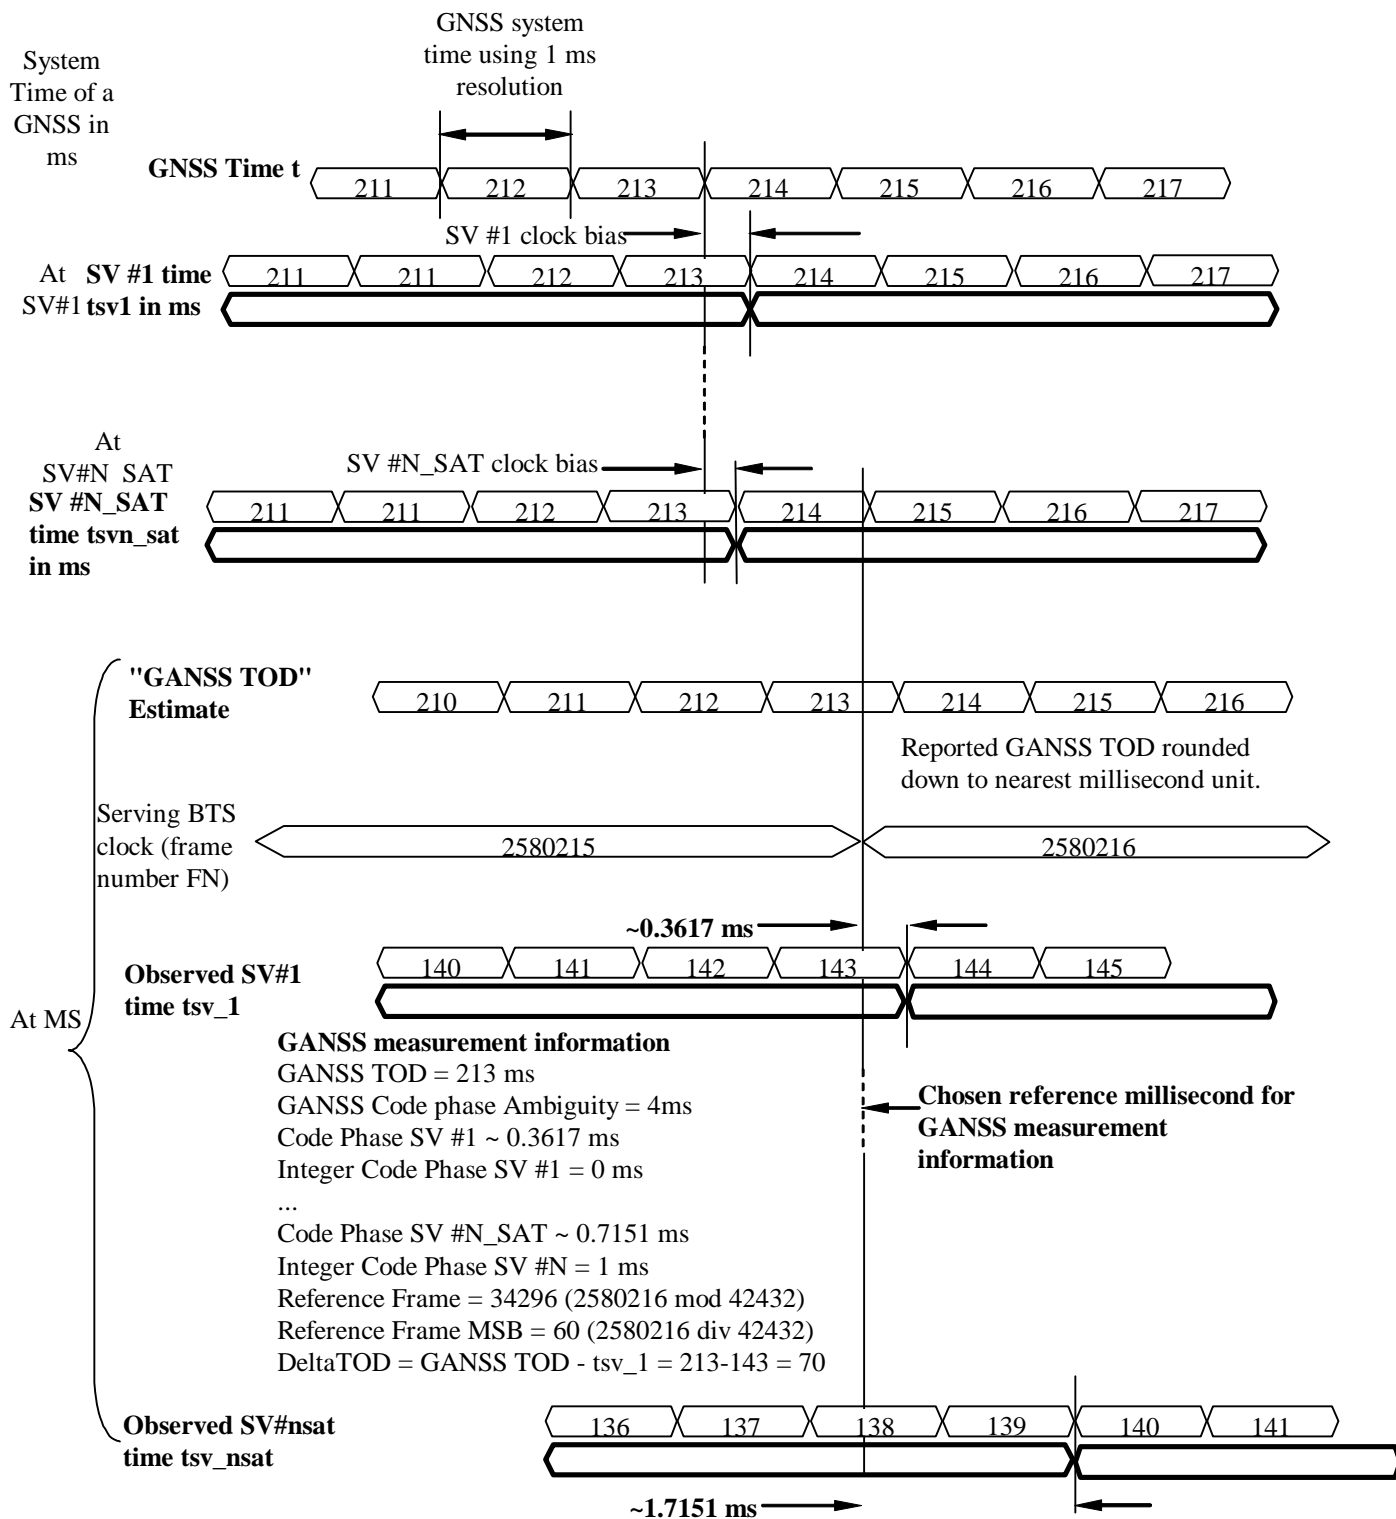 GNSS system
time using 1 ms
resolution
System
Time of a
GNSS in
ms
GNSS Time t
211 212 213 214 215 216 217
SV #1 clock bias
At SV #1 time
SV#1 tsv1 in ms
211 211 212 213 214 215 216 217
At
SV#N_SAT
SV #N_SAT clock bias
SV #N_SAT
time tsvn_sat
in ms
211 211 212 213 214 215 216 217
"GANSS TOD"
Estimate
210 211 212 213 214 215 216
Reported GANSS TOD rounded
down to nearest millisecond unit.
Serving BTS
clock (frame
number FN)
2580215 2580216
~0.3617 ms
Observed SV#1
time tsv_1
140 141 142 143 144 145
At MS
GANSS measurement information
GANSS TOD = 213 ms
GANSS Code phase Ambiguity = 4ms
Code Phase SV #1 ~ 0.3617 ms
Integer Code Phase SV #1 = 0 ms
...
Code Phase SV #N_SAT ~ 0.7151 ms
Integer Code Phase SV #N = 1 ms
Reference Frame = 34296 (2580216 mod 42432)
Reference Frame MSB = 60 (2580216 div 42432)
DeltaTOD = GANSS TOD - tsv_1 = 213-143 = 70
Chosen reference millisecond for
GANSS measurement
information
Observed SV#nsat
time tsv_nsat
136 137 138 139 140 141
~1.7151 ms